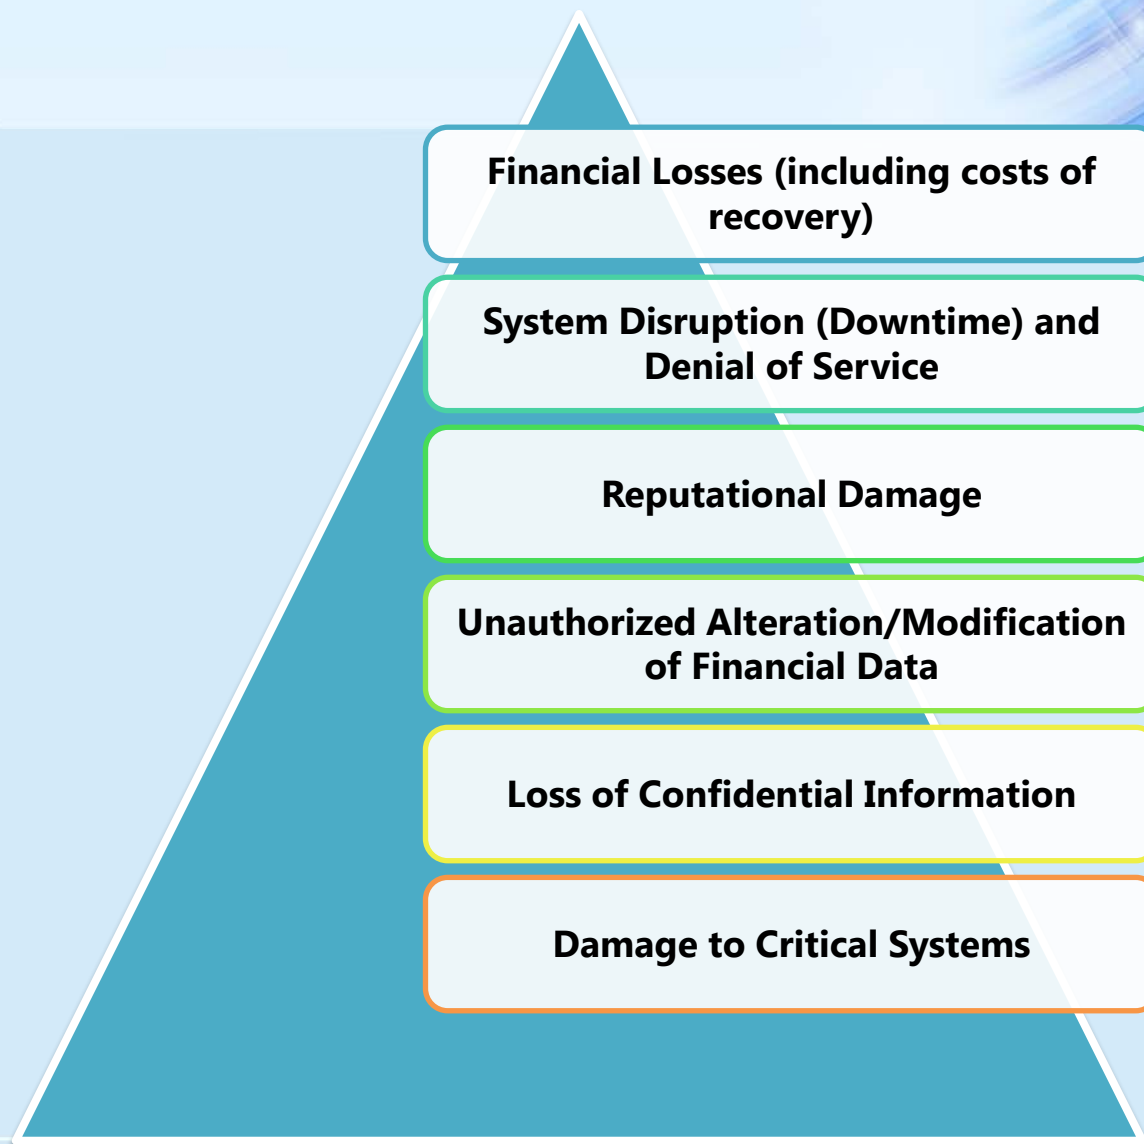 Financial Losses (including costs of
recovery)
System Disruption (Downtime) and
Denial of Service
Reputational Damage
Unauthorized Alteration/Modification
of Financial Data
Loss of Confidential Information
Damage to Critical Systems